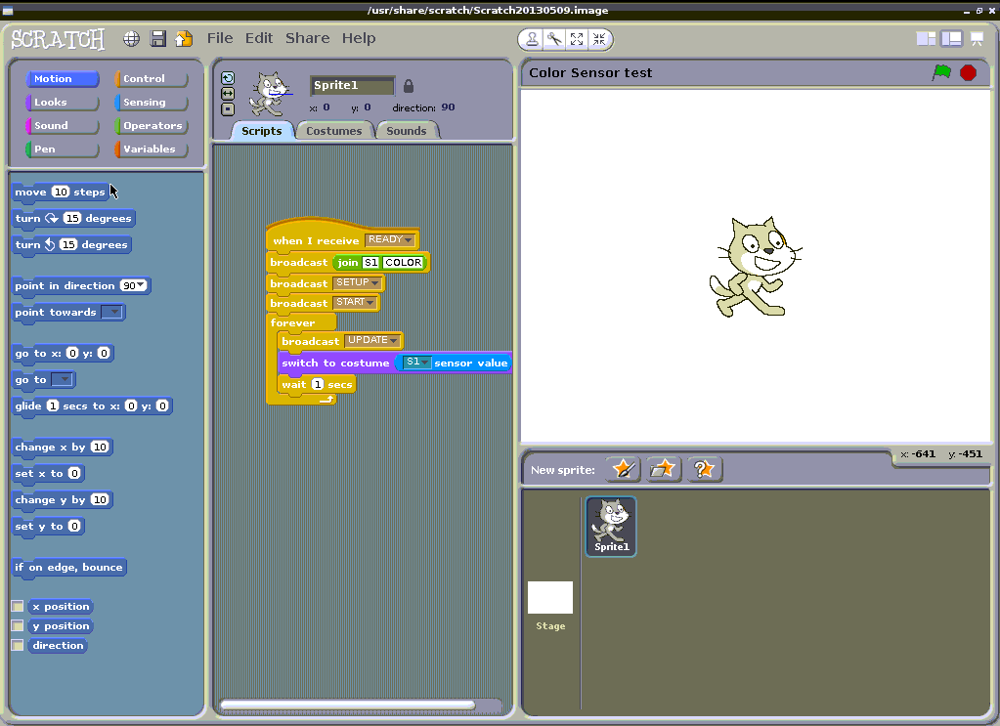 /usr/share/scratch/Scratch20130509.image
SCRATCH File Edit Share Help
Motion Control
Looks Sensing
Sound Operators
Pen Variables
move 10 steps
turn 15 degrees
turn 15 degrees
point in direction 90
point towards
go to x: 0 y: 0
go to
glide 1 secs to x: 0 y: 0
change x by 10
set x to 0
change y by 10
set y to 0
if on edge, bounce
x position
y position
direction
Sprite1
x: 0 y: 0 direction: 90
Scripts Costumes Sounds
when I receive READY
broadcast join S1 COLOR
broadcast SETUP
broadcast START
forever
broadcast UPDATE
switch to costume S1 sensor value
wait 1 secs
Color Sensor test
x: -641 y: -451
New sprite:
Sprite1
Stage